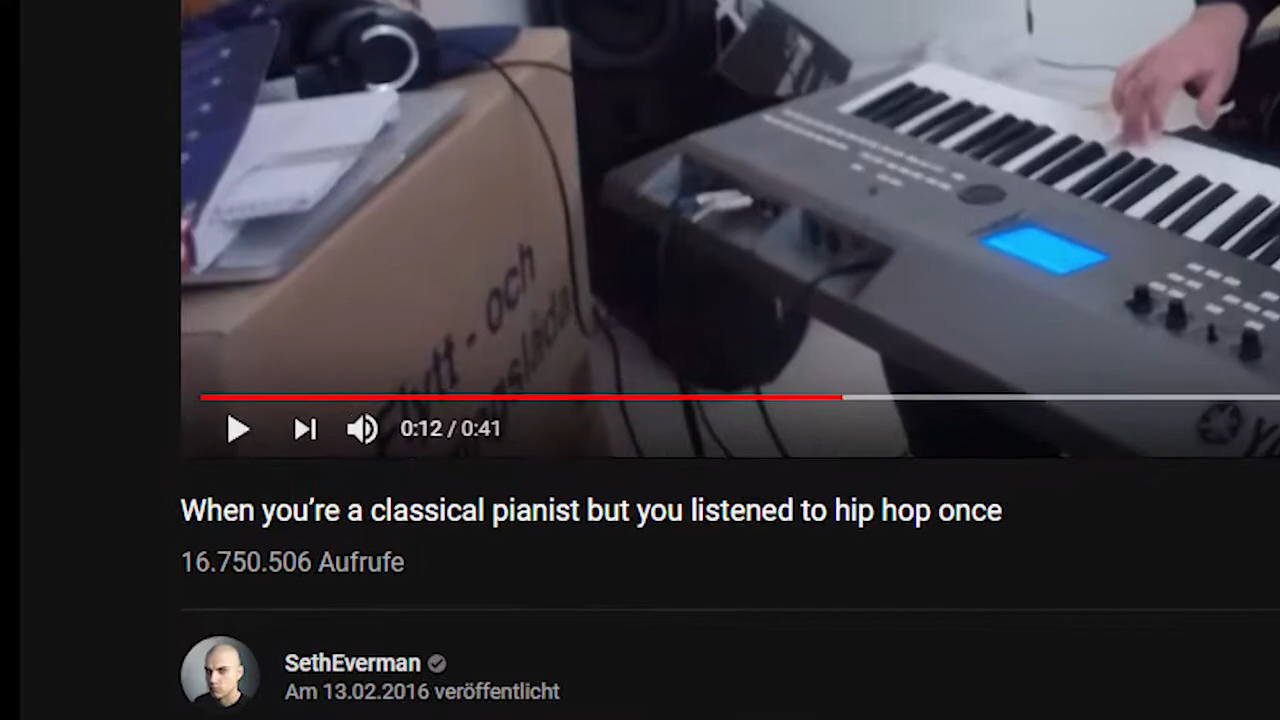 - och
0:12 / 0:41
When you’re a classical pianist but you listened to hip hop once
16.750.506 Aufrufe
SethEverman
Am 13.02.2016 veröffentlicht